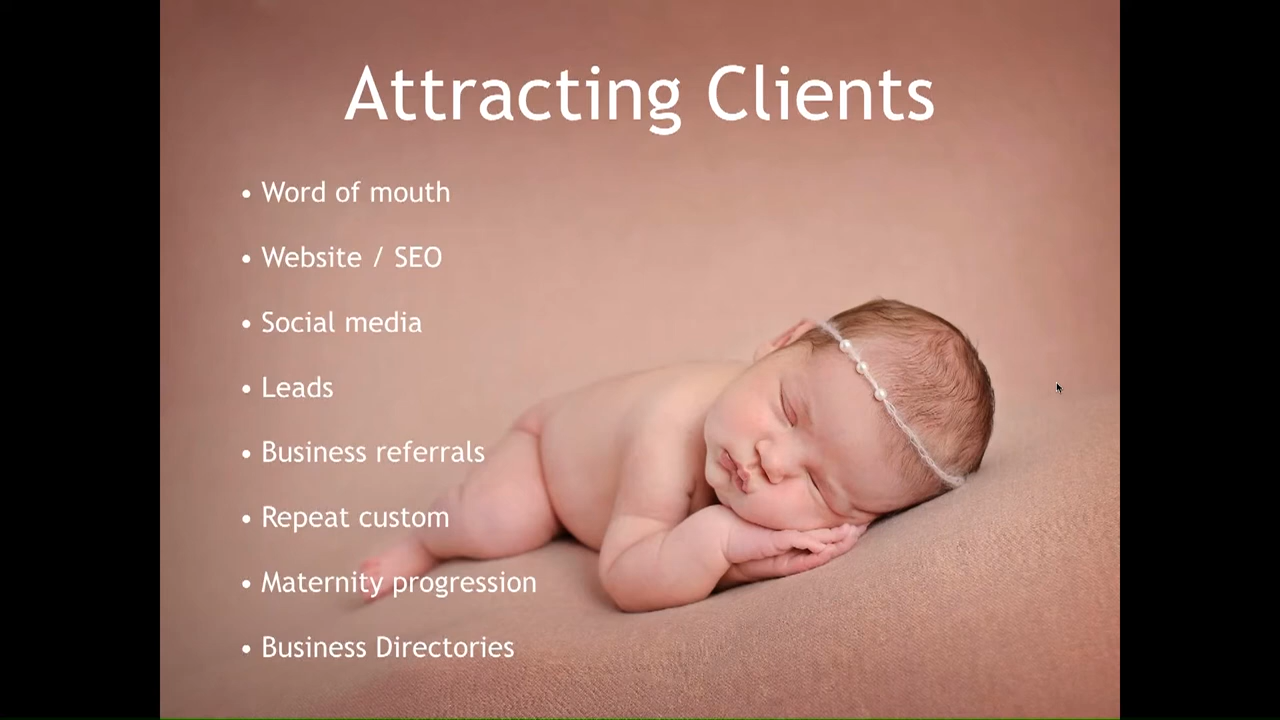 Attracting Clients
• Word of mouth
• Website / SEO
• Social media
• Leads
• Business referrals
• Repeat custom
• Maternity progression
• Business Directories